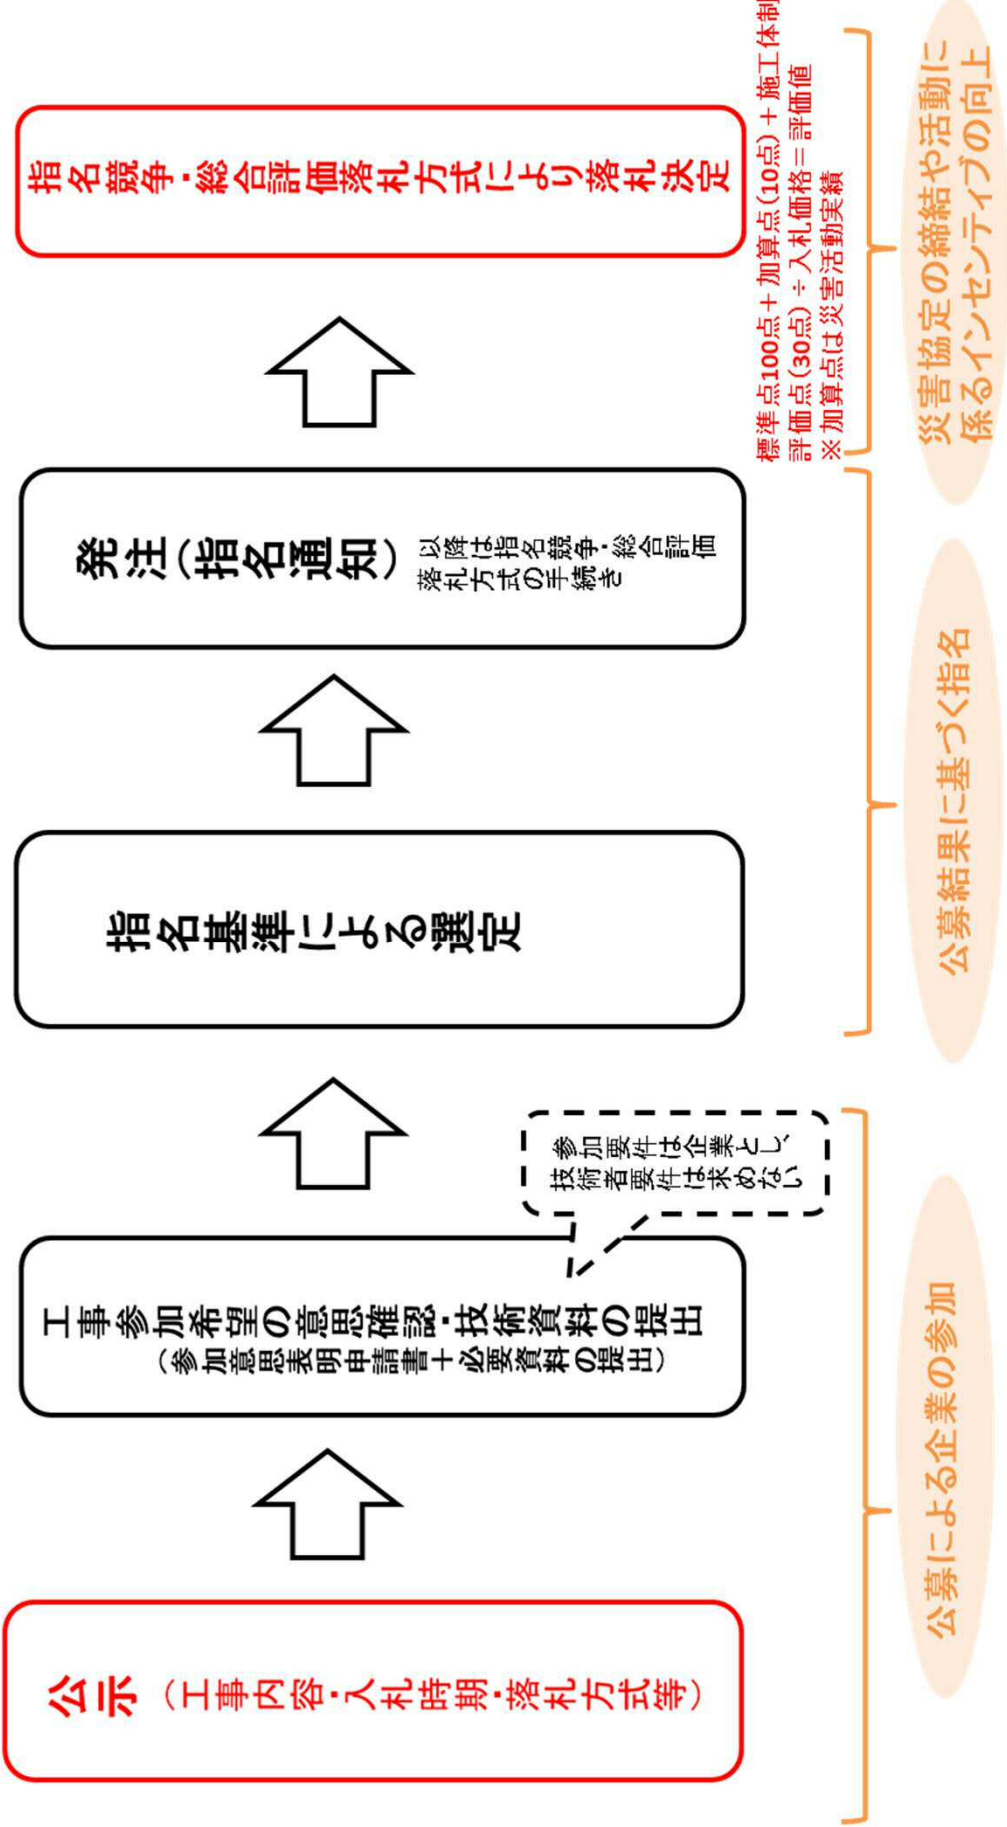 公示
（工事内容・入札時期・落札方式等）
工事参加希望の意思確認・技術資料の提出
（参加意思表明申請書＋必要資料の提出）
参加要件は企業とし、
技術者要件は求めない
指名基準による選定
発注（指名通知）
以降は指名競争・総合評価
落札方式の手続き
指名競争・総合評価落札方式により落札決定
標準点100点＋加算点（10点）＋施工体制
評価点（30点）÷入札価格＝評価値
※加算点は災害活動実績
公募による企業の参加
公募結果に基づく指名
災害協定の締結や活動に
係るインセンティブの向上